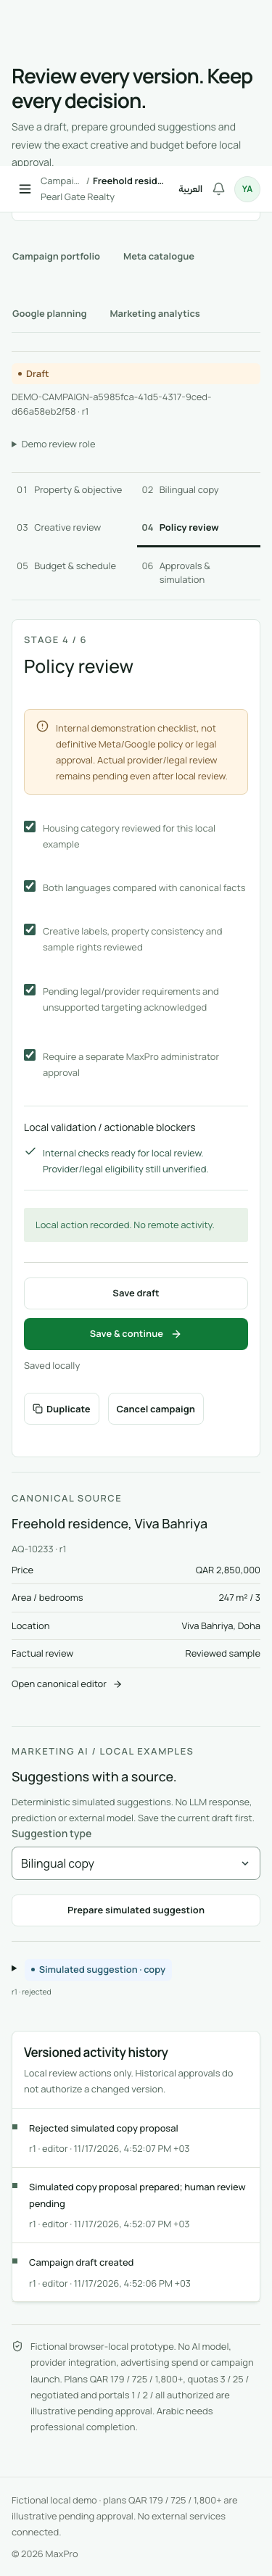 Review every version. Keep
every decision.
Save a draft, prepare grounded suggestions and
review the exact creative and budget before local
approval.
Campai... / Freehold resid...
Pearl Gate Realty
العربية
YA
Campaign portfolio
Meta catalogue
Google planning
Marketing analytics
Draft
DEMO-CAMPAIGN-a5985fca-41d5-4317-9ced-
d66a58eb2f58 · r1
Demo review role
01 Property & objective
02 Bilingual copy
03 Creative review
04 Policy review
05 Budget & schedule
06 Approvals &
simulation
STAGE 4 / 6
Policy review
Internal demonstration checklist, not
definitive Meta/Google policy or legal
approval. Actual provider/legal review
remains pending even after local review.
Housing category reviewed for this local
example
Both languages compared with canonical facts
Creative labels, property consistency and
sample rights reviewed
Pending legal/provider requirements and
unsupported targeting acknowledged
Require a separate MaxPro administrator
approval
Local validation / actionable blockers
Internal checks ready for local review.
Provider/legal eligibility still unverified.
Local action recorded. No remote activity.
Save draft
Save & continue
Saved locally
Duplicate
Cancel campaign
CANONICAL SOURCE
Freehold residence, Viva Bahriya
AQ-10233 · r1
Price QAR 2,850,000
Area / bedrooms 247 m² / 3
Location Viva Bahriya, Doha
Factual review Reviewed sample
Open canonical editor
MARKETING AI / LOCAL EXAMPLES
Suggestions with a source.
Deterministic simulated suggestions. No LLM response,
prediction or external model. Save the current draft first.
Suggestion type
Bilingual copy
Prepare simulated suggestion
Simulated suggestion · copy
r1 · rejected
Versioned activity history
Local review actions only. Historical approvals do
not authorize a changed version.
Rejected simulated copy proposal
r1 · editor · 11/17/2026, 4:52:07 PM +03
Simulated copy proposal prepared; human review
pending
r1 · editor · 11/17/2026, 4:52:07 PM +03
Campaign draft created
r1 · editor · 11/17/2026, 4:52:06 PM +03
Fictional browser-local prototype. No AI model,
provider integration, advertising spend or campaign
launch. Plans QAR 179 / 725 / 1,800+, quotas 3 / 25 /
negotiated and portals 1 / 2 / all authorized are
illustrative pending approval. Arabic needs
professional completion.
Fictional local demo · plans QAR 179 / 725 / 1,800+ are
illustrative pending approval. No external services
connected.
© 2026 MaxPro